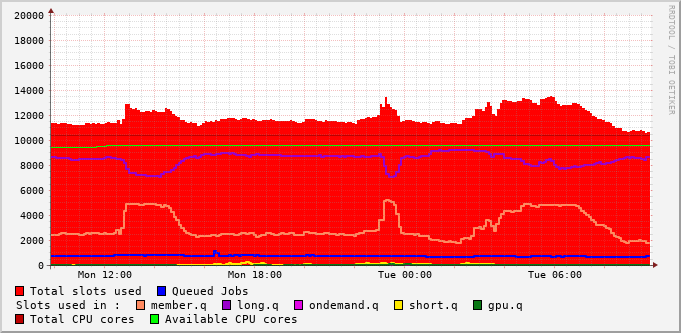 20000
18000
16000
14000
12000
10000
8000
6000
4000
2000
0
Mon 12:00 Mon 18:00 Tue 00:00 Tue 06:00
RRDTOOL / TOBI OETIKER
Total slots used Queued Jobs
Slots used in : member.q long.q ondemand.q short.q gpu.q
Total CPU cores Available CPU cores